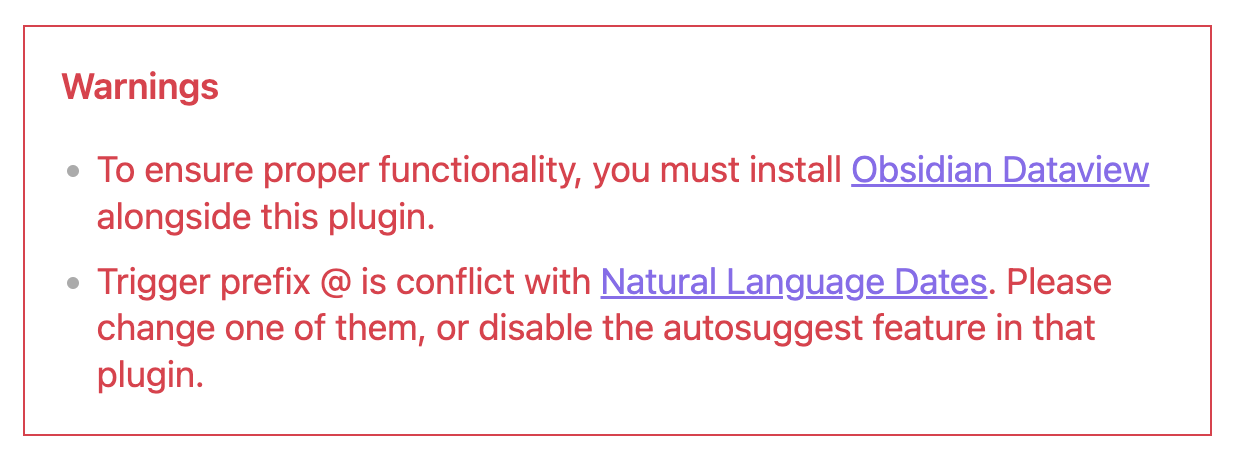 Warnings
• To ensure proper functionality, you must install Obsidian Dataview
alongside this plugin.
• Trigger prefix @ is conflict with Natural Language Dates. Please
change one of them, or disable the autosuggest feature in that
plugin.